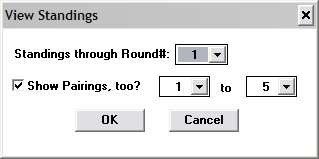 View Standings
Standings through Round#: 1
Show Pairings, too? 1 to 5
OK Cancel